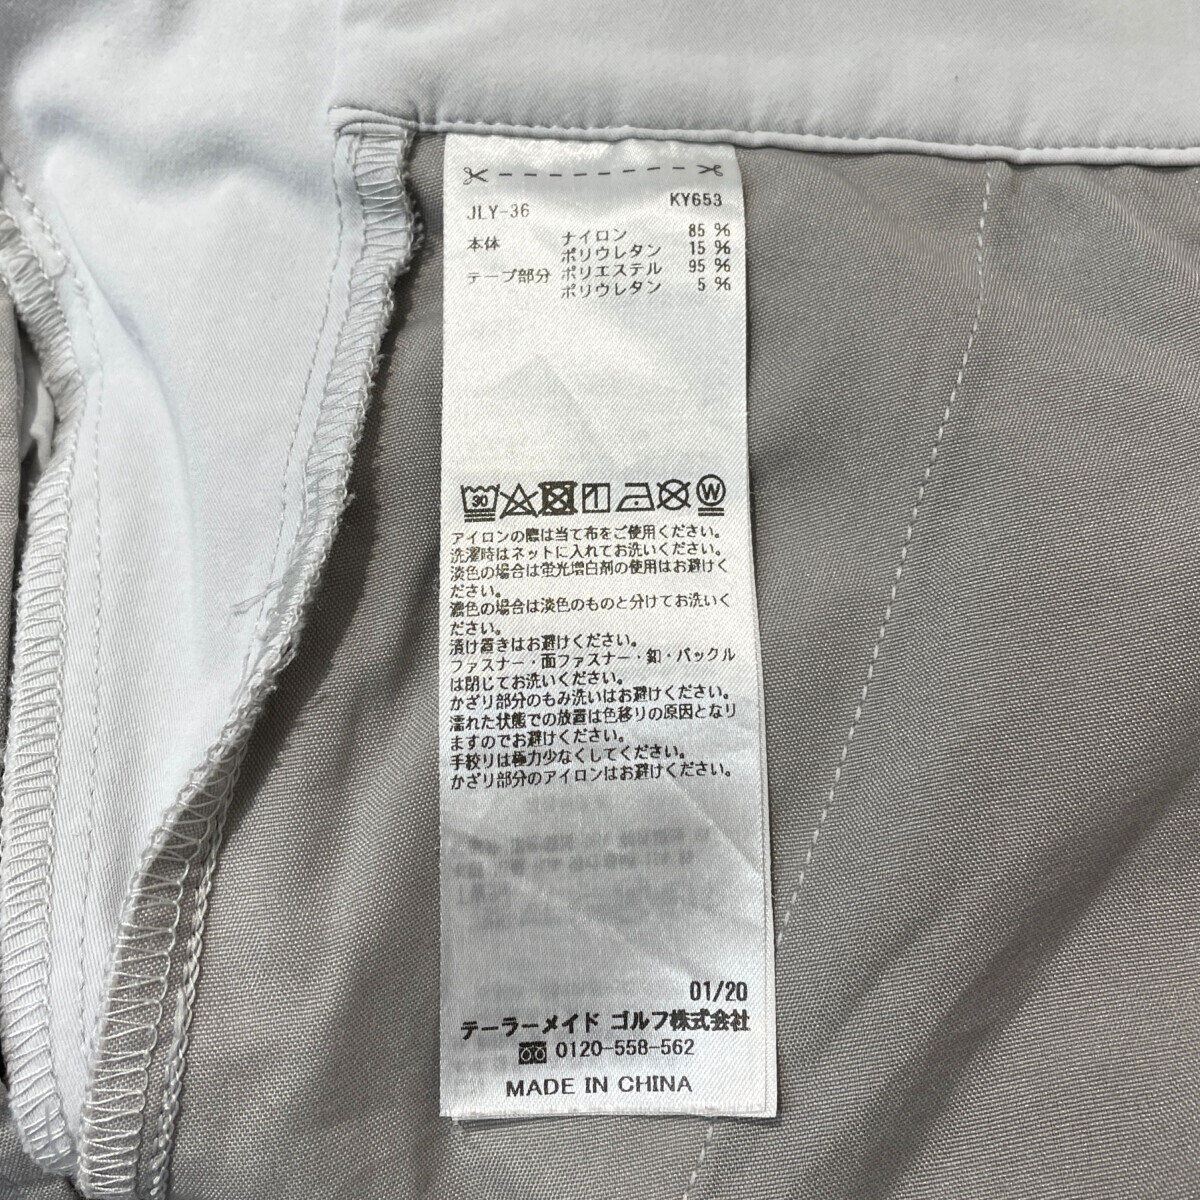 JLY-36 KY653
本体 ナイロン 85 %
ポリウレタン 15 %
テープ部分 ポリエステル 95 %
ポリウレタン 5 %
30 W
アイロンの際は当て布をご使用ください。
洗濯時はネットに入れてお洗いください。
淡色の場合は蛍光増白剤の使用はお避けく
ださい。
濃色の場合は淡色のものと分けてお洗いく
ださい。
漬け置きはお避けください。
ファスナー・面ファスナー・釦・バックル
は閉じてお洗いください。
かざり部分のもみ洗いはお避けください。
濡れた状態での放置は色移りの原因となり
ますのでお避けください。
手絞りは極力少なくしてください。
かざり部分のアイロンはお避けください。
01/20
テーラーメイド ゴルフ株式会社
0120-558-562
MADE IN CHINA